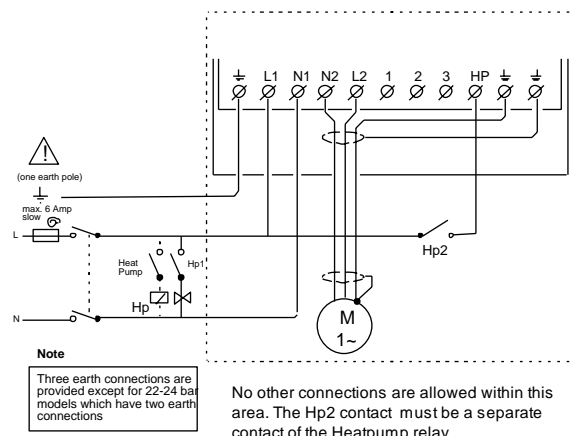 L1 N1 N2 L2 1 2 3 HP
(one earth pole)
max. 6 Amp
slow
L
Heat
Pump
Hp1
Hp2
Hp
N
M
1~
Note
Three earth connections are
provided except for 22-24 bar
models which have two earth
connections
No other connections are allowed within this
area. The Hp2 contact must be a separate
contact of the Heatpump relay